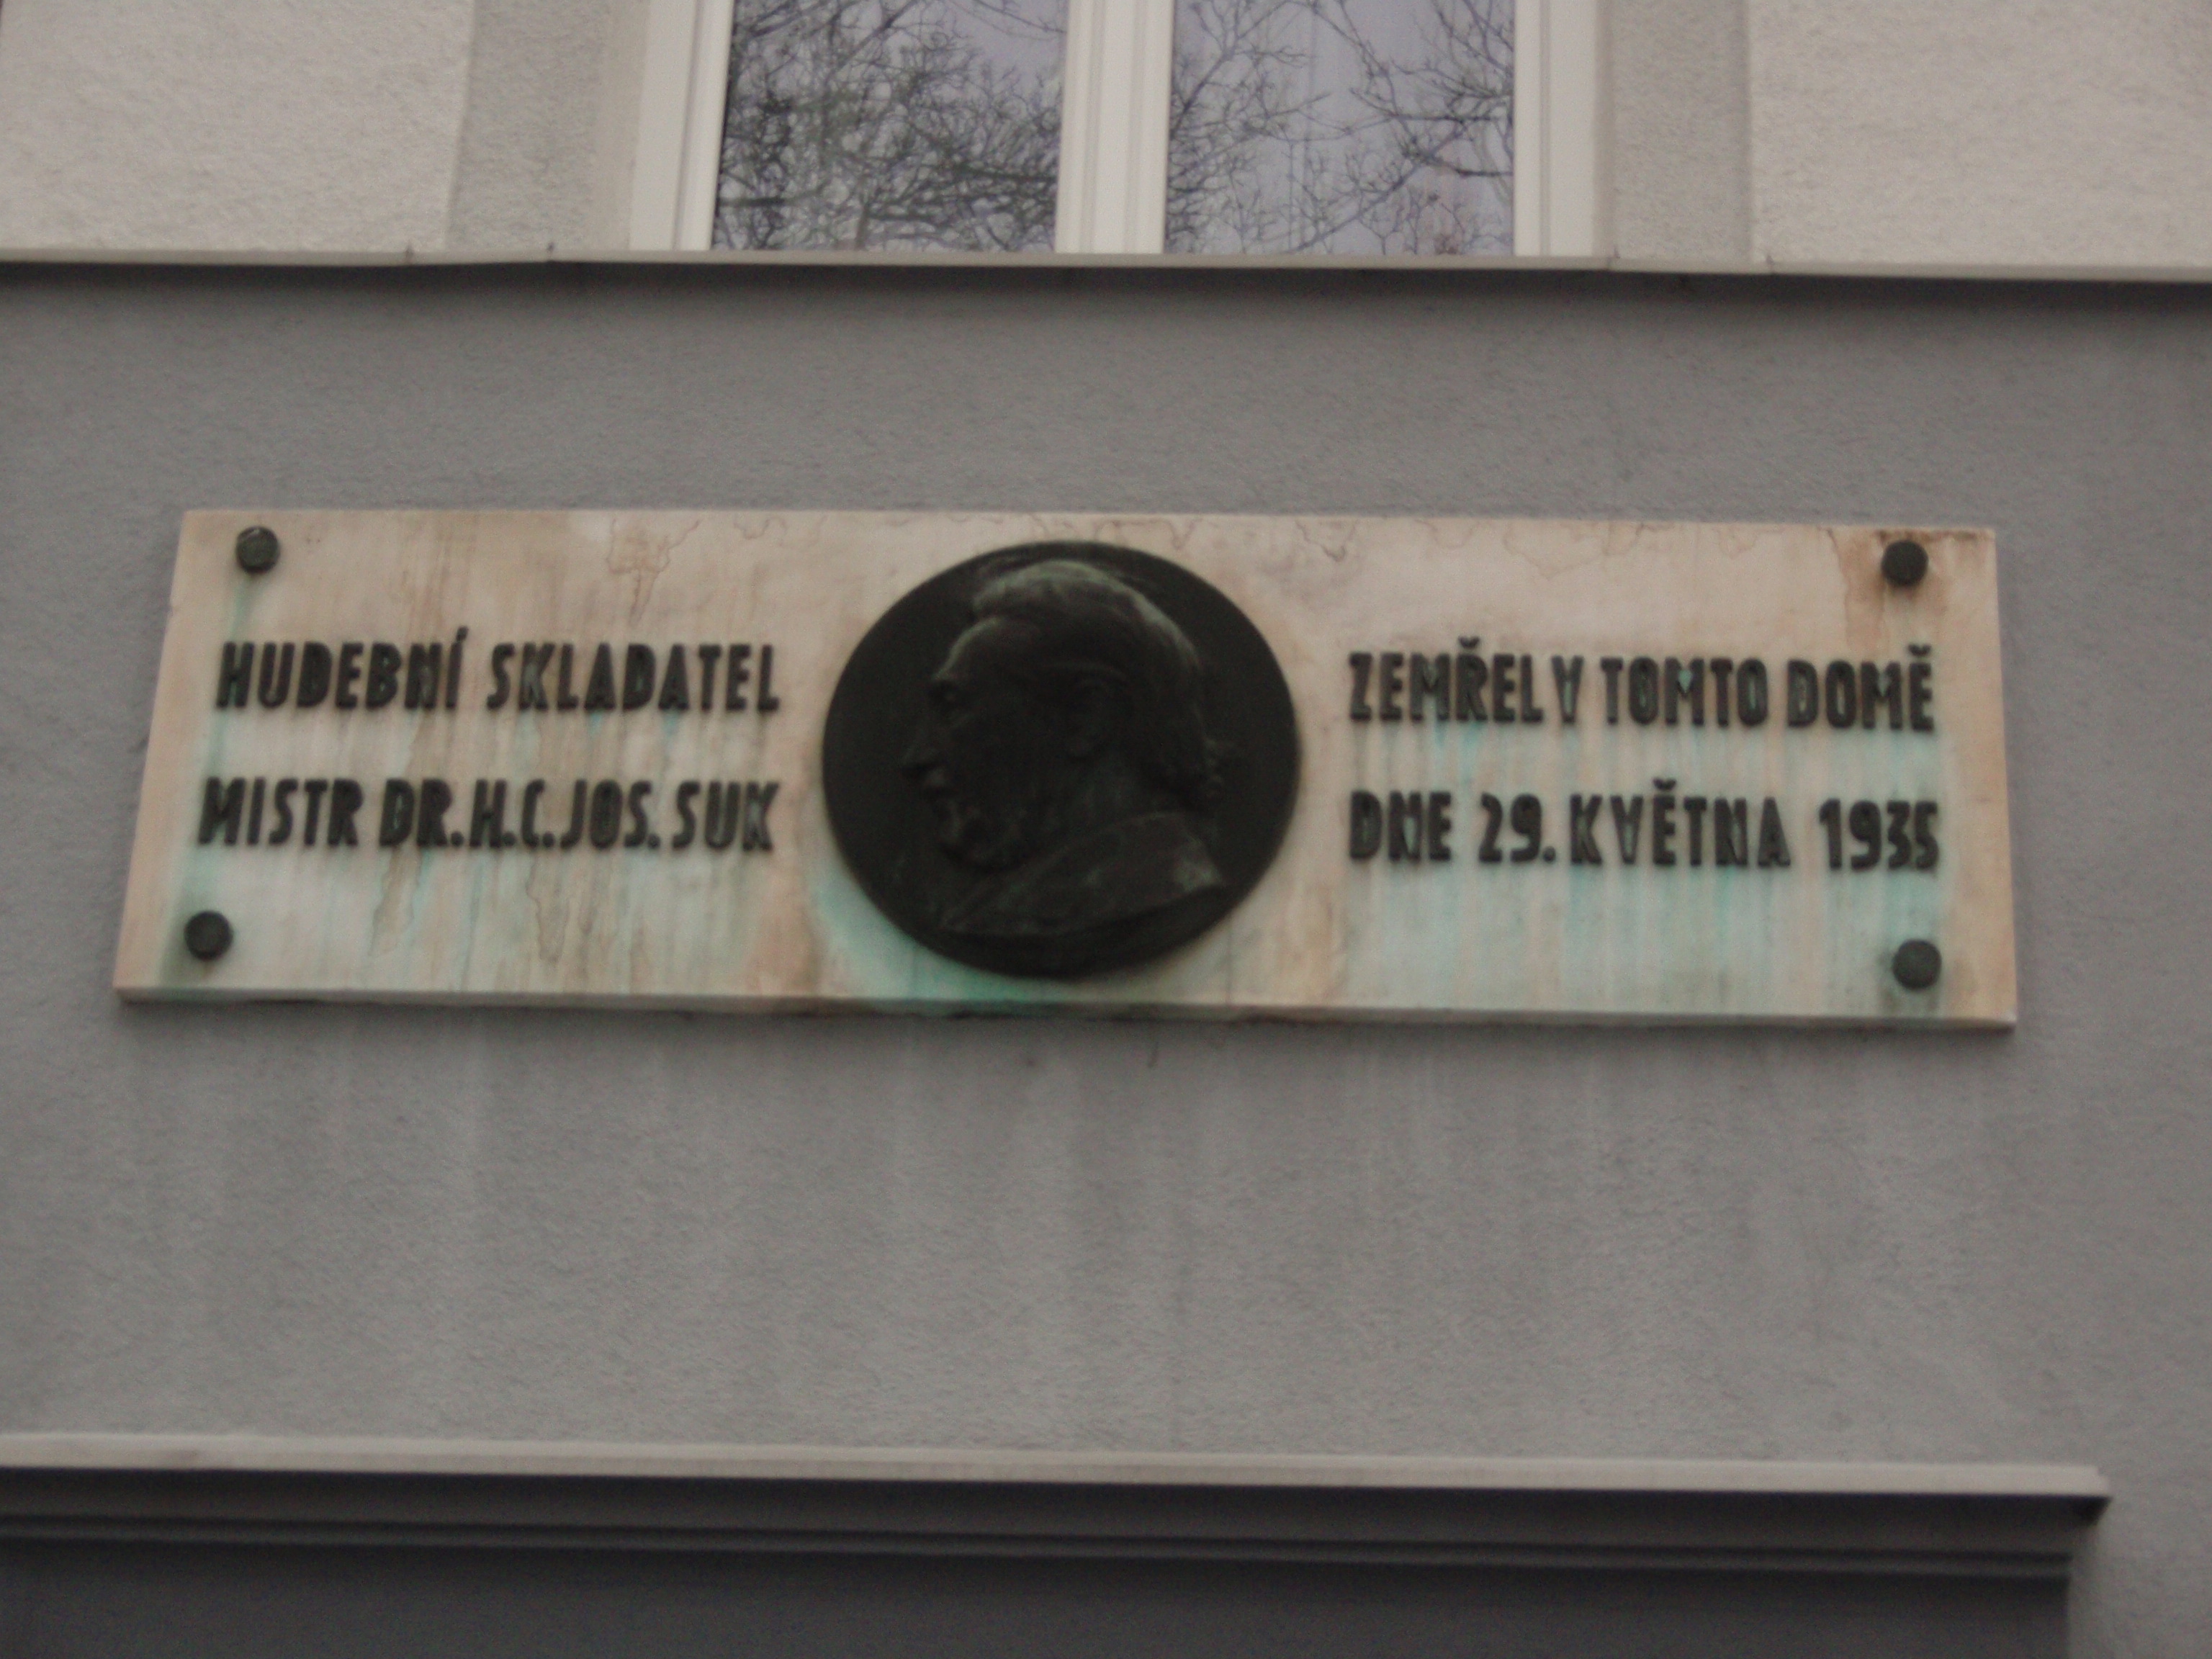 HUDEBNÍ SKLADATEL
MISTR DR.H.C.JOS.SUK
ZEMŘEL V TOMTO DOMĚ
DNE 29.KVĚTNA 1935